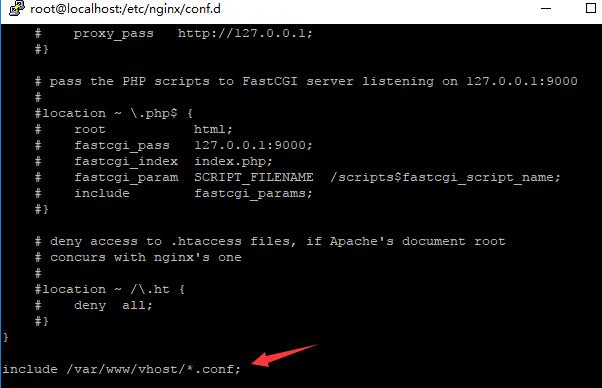 root@localhost:/etc/nginx/conf.d
#    proxy_pass   http://127.0.0.1;
#}
# pass the PHP scripts to FastCGI server listening on 127.0.0.1:9000
#
#location ~ \.php$ {
#    root           html;
#    fastcgi_pass   127.0.0.1:9000;
#    fastcgi_index  index.php;
#    fastcgi_param  SCRIPT_FILENAME  /scripts$fastcgi_script_name;
#    include        fastcgi_params;
#}
# deny access to .htaccess files, if Apache's document root
# concurs with nginx's one
#
#location ~ /\.ht {
#    deny  all;
#}
}
include /var/www/vhost/*.conf;